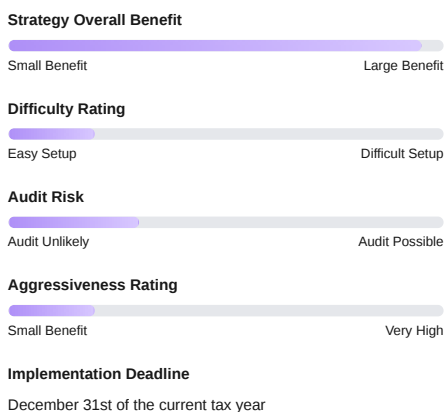 Strategy Overall Benefit
Small Benefit Large Benefit
Difficulty Rating
Easy Setup Difficult Setup
Audit Risk
Audit Unlikely Audit Possible
Aggressiveness Rating
Small Benefit Very High
Implementation Deadline
December 31st of the current tax year